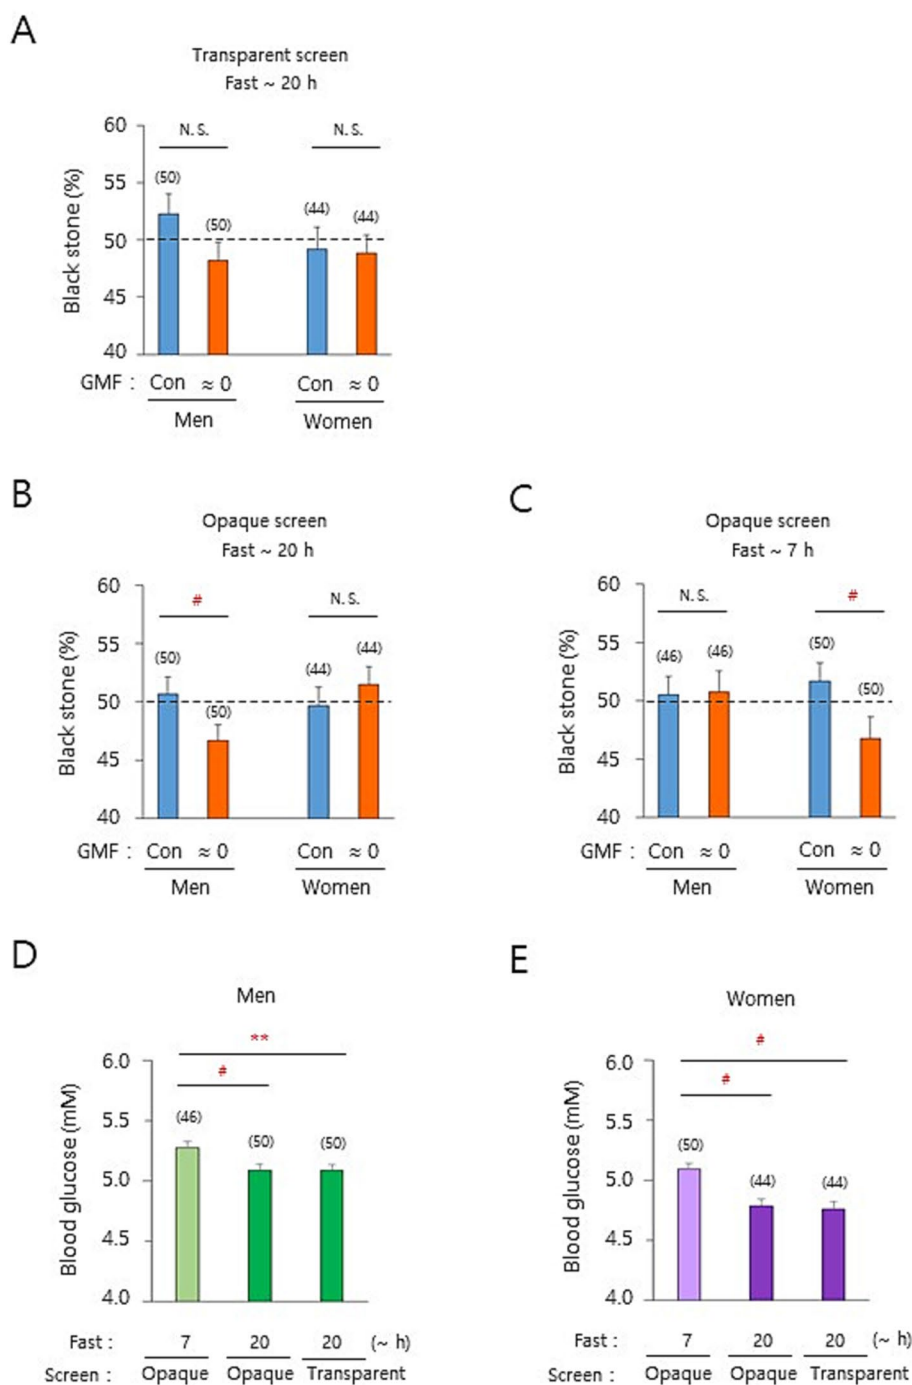 A
Transparent screen
Fast ~ 20 h
60
55
50
45
40
Black stone (%)
N. S.
N. S.
(50)
(50)
(44)
(44)
GMF : Con ≈ 0 Con ≈ 0
Men Women
B
Opaque screen
Fast ~ 20 h
60
55
50
45
40
Black stone (%)
#
N. S.
(50)
(50)
(44)
(44)
GMF : Con ≈ 0 Con ≈ 0
Men Women
C
Opaque screen
Fast ~ 7 h
60
55
50
45
40
Black stone (%)
N. S.
#
(46)
(46)
(50)
(50)
GMF : Con ≈ 0 Con ≈ 0
Men Women
D
Men
6.0
5.5
5.0
4.5
4.0
Blood glucose (mM)
**
#
(46)
(50)
(50)
Fast : 7 20 20 (~ h)
Screen : Opaque Opaque Transparent
E
Women
6.0
5.5
5.0
4.5
4.0
Blood glucose (mM)
#
#
(50)
(44)
(44)
Fast : 7 20 20 (~ h)
Screen : Opaque Opaque Transparent